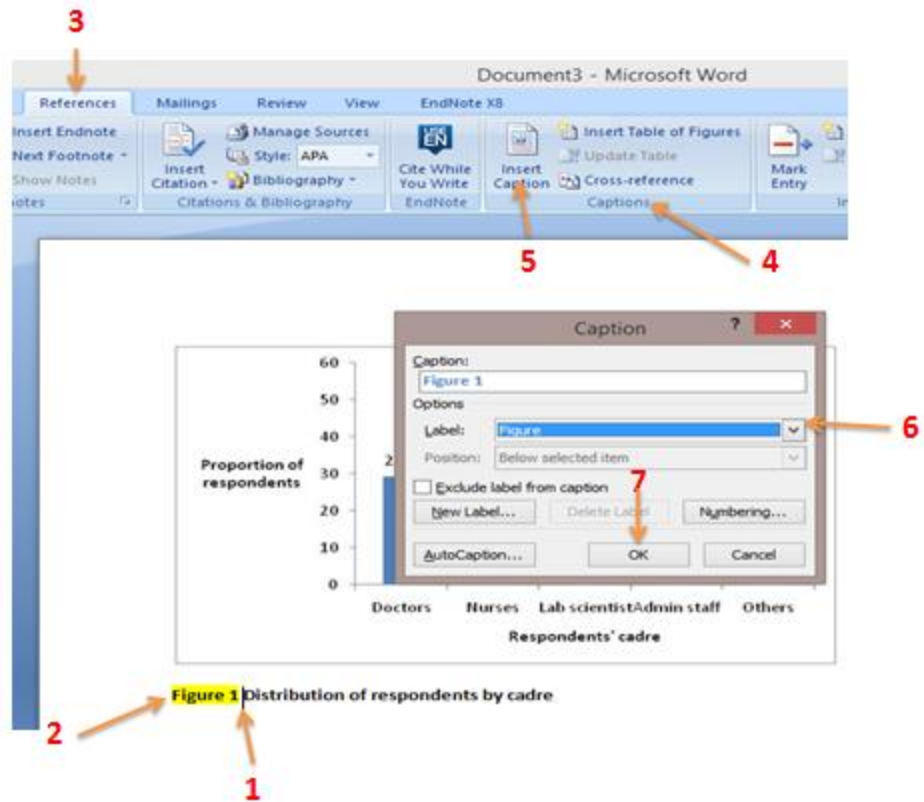 3
Document3 - Microsoft Word
References Mailings Review View EndNote X8
Insert Endnote
Next Footnote
Show Notes
otes
Insert
Citation
Manage Sources
Style: APA
Bibliography
Citations & Bibliography
Cite While
You Write
EndNote
Insert
Caption
Insert Table of Figures
Update Table
Cross-reference
Captions
Mark
Entry
In
5
4
Caption ?
Caption:
Figure 1
Options
Label: Figure
Position: Below selected item
Exclude label from caption
New Label... Delete Label Numbering...
AutoCaption... OK Cancel
6
7
60
50
40
30
20
10
0
2
Proportion of
respondents
Doctors Nurses Lab scientist Admin staff Others
Respondents' cadre
Figure 1 Distribution of respondents by cadre
2
1